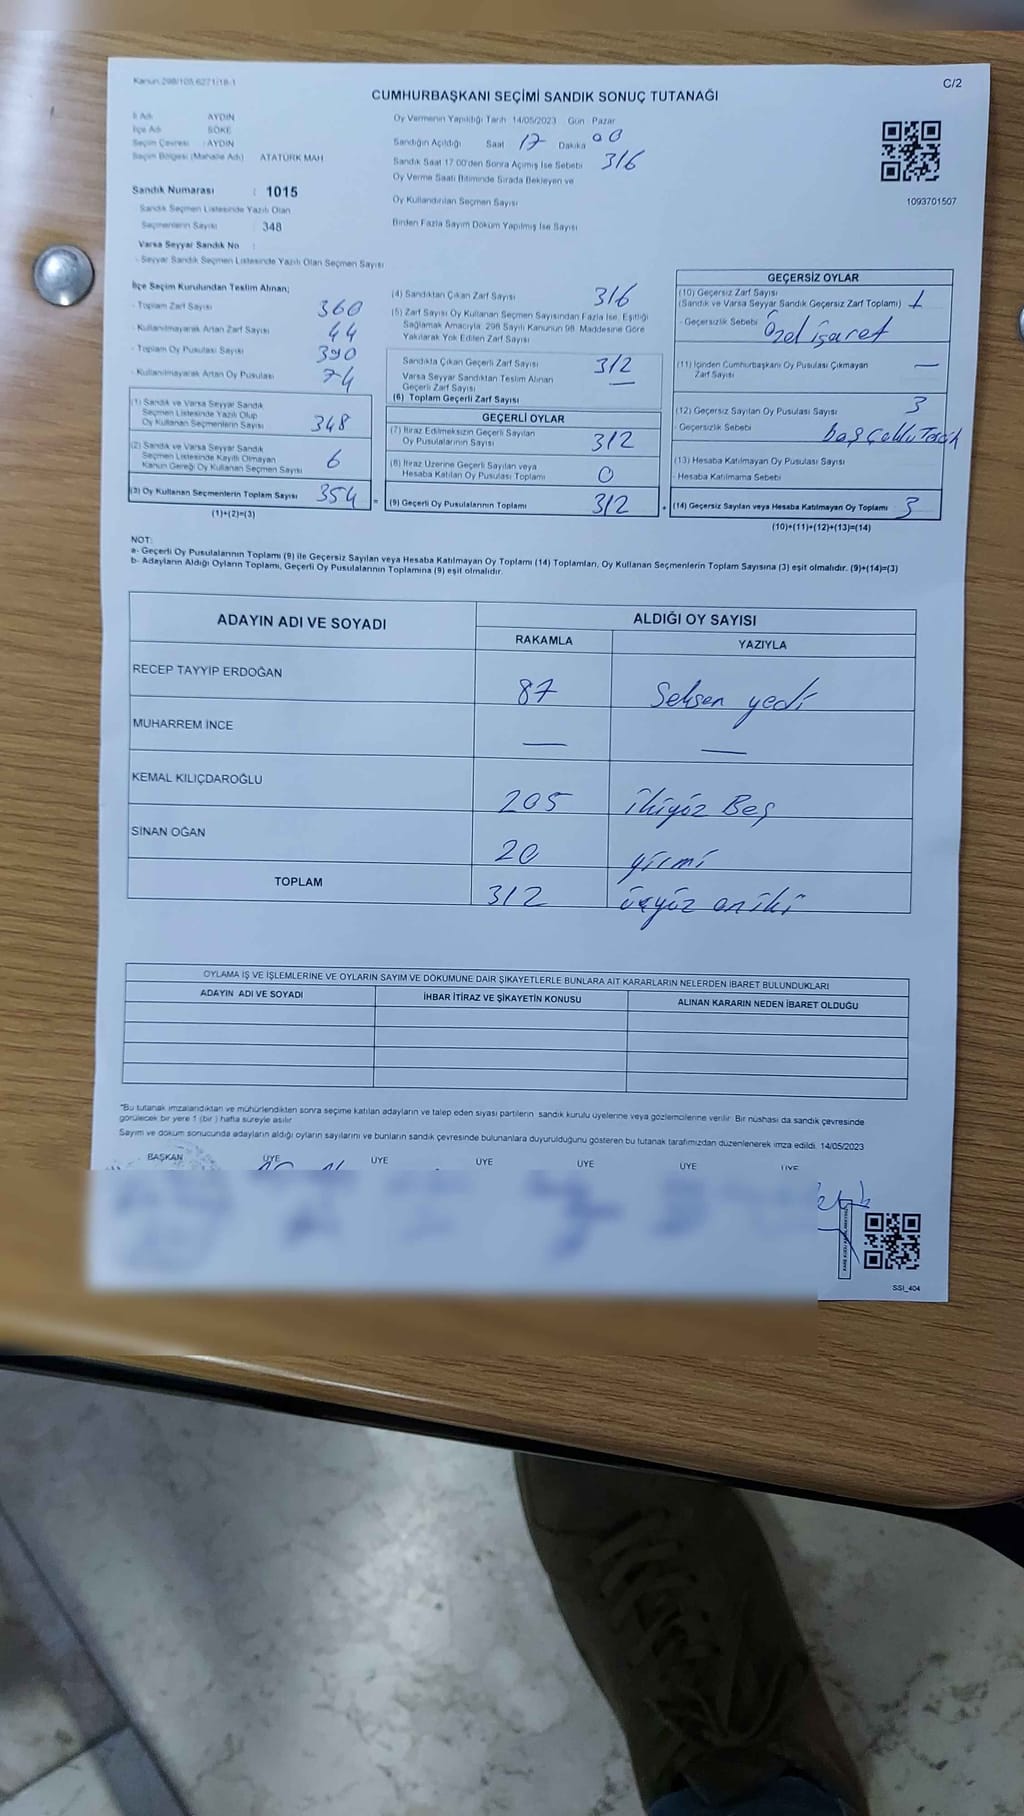 Kanun:298/105,6271/18-1
C/2
CUMHURBAŞKANI SEÇİMİ SANDIK SONUÇ TUTANAĞI
İl Adı : AYDIN
İlçe Adı : SÖKE
Seçim Çevresi : AYDIN
Seçim Bölgesi (Mahalle Adı) ATATÜRK MAH
Sandık Numarası : 1015
Sandık Seçmen Listesinde Yazılı Olan
Seçmenlerin Sayısı : 348
Varsa Seyyar Sandık No :
- Seyyar Sandık Seçmen Listesinde Yazılı Olan Seçmen Sayısı
Oy Vermenin Yapıldığı Tarih 14/05/2023 Gün : Pazar
Sandığın Açıldığı Saat 17 Dakika 00
Sandık Saat 17:00'den Sonra Açımış İse Sebebi 316
Oy Verme Saati Bitiminde Sırada Bekleyen ve
Oy Kullandırılan Seçmen Sayısı
Birden Fazla Sayım Döküm Yapılmış İse Sayısı
1093701507
İlçe Seçim Kurulundan Teslim Alınan;
- Toplam Zarf Sayısı 360
- Kullanılmayarak Artan Zarf Sayısı 44
- Toplam Oy Pusulası Sayısı 390
- Kullanılmayarak Artan Oy Pusulası 74
(1) Sandık ve Varsa Seyyar Sandık
Seçmen Listesinde Yazılı Olup
Oy Kullanan Seçmenlerin Sayısı 348
(2) Sandık ve Varsa Seyyar Sandık
Seçmen Listesinde Kayıtlı Olmayan
Kanun Gereği Oy Kullanan Seçmen Sayısı 6
(3) Oy Kullanan Seçmenlerin Toplam Sayısı 354 =
(1)+(2)=(3)
(4) Sandıktan Çıkan Zarf Sayısı 316
(5) Zarf Sayısı Oy Kullanan Seçmen Sayısından Fazla İse, Eşitliği
Sağlamak Amacıyla 298 Sayılı Kanunun 98. Maddesine Göre
Yakılarak Yok Edilen Zarf Sayısı
Sandıkta Çıkan Geçerli Zarf Sayısı 312
Varsa Seyyar Sandıktan Teslim Alınan
Geçerli Zarf Sayısı —
(6) Toplam Geçerli Zarf Sayısı
GEÇERLİ OYLAR
(7) İtiraz Edilmeksizin Geçerli Sayılan
Oy Pusulalarının Sayısı 312
(8) İtiraz Üzerine Geçerli Sayılan veya
Hesaba Katılan Oy Pusulaları Toplamı 0
(9) Geçerli Oy Pusulalarının Toplamı 312 +
GEÇERSİZ OYLAR
(10) Geçersiz Zarf Sayısı
(Sandık ve Varsa Seyyar Sandık Geçersiz Zarf Toplamı) 1
- Geçersizlik Sebebi Özel işaret
(11) İçinden Cumhurbaşkanı Oy Pusulası Çıkmayan
Zarf Sayısı —
(12) Geçersiz Sayılan Oy Pusulası Sayısı 3
- Geçersizlik Sebebi boş
(13) Hesaba Katılmayan Oy Pusulası Sayısı
- Hesaba Katılmama Sebebi
(14) Geçersiz Sayılan veya Hesaba Katılmayan Oy Toplamı 3
(10)+(11)+(12)+(13)=(14)
NOT:
a- Geçerli Oy Pusulalarının Toplamı (9) ile Geçersiz Sayılan veya Hesaba Katılmayan Oy Toplamı (14) Toplamları, Oy Kullanan Seçmenlerin Toplam Sayısına (3) eşit olmalıdır. (9)+(14)=(3)
b- Adayların Aldığı Oyların Toplamı, Geçerli Oy Pusulalarının Toplamına (9) eşit olmalıdır.
ADAYIN ADI VE SOYADI ALDIĞI OY SAYISI
RAKAMLA YAZIYLA
RECEP TAYYİP ERDOĞAN 87 Seksen yedi
MUHARREM İNCE — —
KEMAL KILIÇDAROĞLU 205 ikiyüz Beş
SİNAN OĞAN 20 yirmi
TOPLAM 312 üçyüz oniki
OYLAMA İŞ VE İŞLEMLERİNE VE OYLARIN SAYIM VE DÖKÜMÜNE DAİR ŞİKAYETLERLE BUNLARA AİT KARARLARIN NELERDEN İBARET BULUNDUKLARI
ADAYIN ADI VE SOYADI İHBAR İTİRAZ VE ŞİKAYETİN KONUSU ALINAN KARARIN NEDEN İBARET OLDUĞU
"Bu tutanak imzalandıktan ve mühürlendikten sonra seçime katılan adayların ve talep eden siyasi partilerin sandık kurulu üyelerine veya gözlemcilerine verilir. Bir nüshası da sandık çevresinde
görülecek bir yere 1 (bir) hafta süreyle asılır
Sayım ve döküm sonucunda adayların aldığı oyların sayılarını ve bunların sandık çevresinde bulunanlara duyurulduğunu gösteren bu tutanak tarafımızdan düzenlenerek imza edildi. 14/05/2023
BAŞKAN ÜYE ÜYE ÜYE ÜYE ÜYE ÜYE
SSI_404